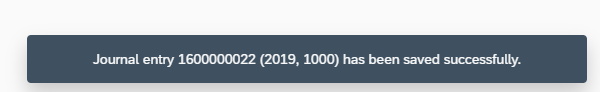 Journal entry 1600000022 (2019, 1000) has been saved successfully.